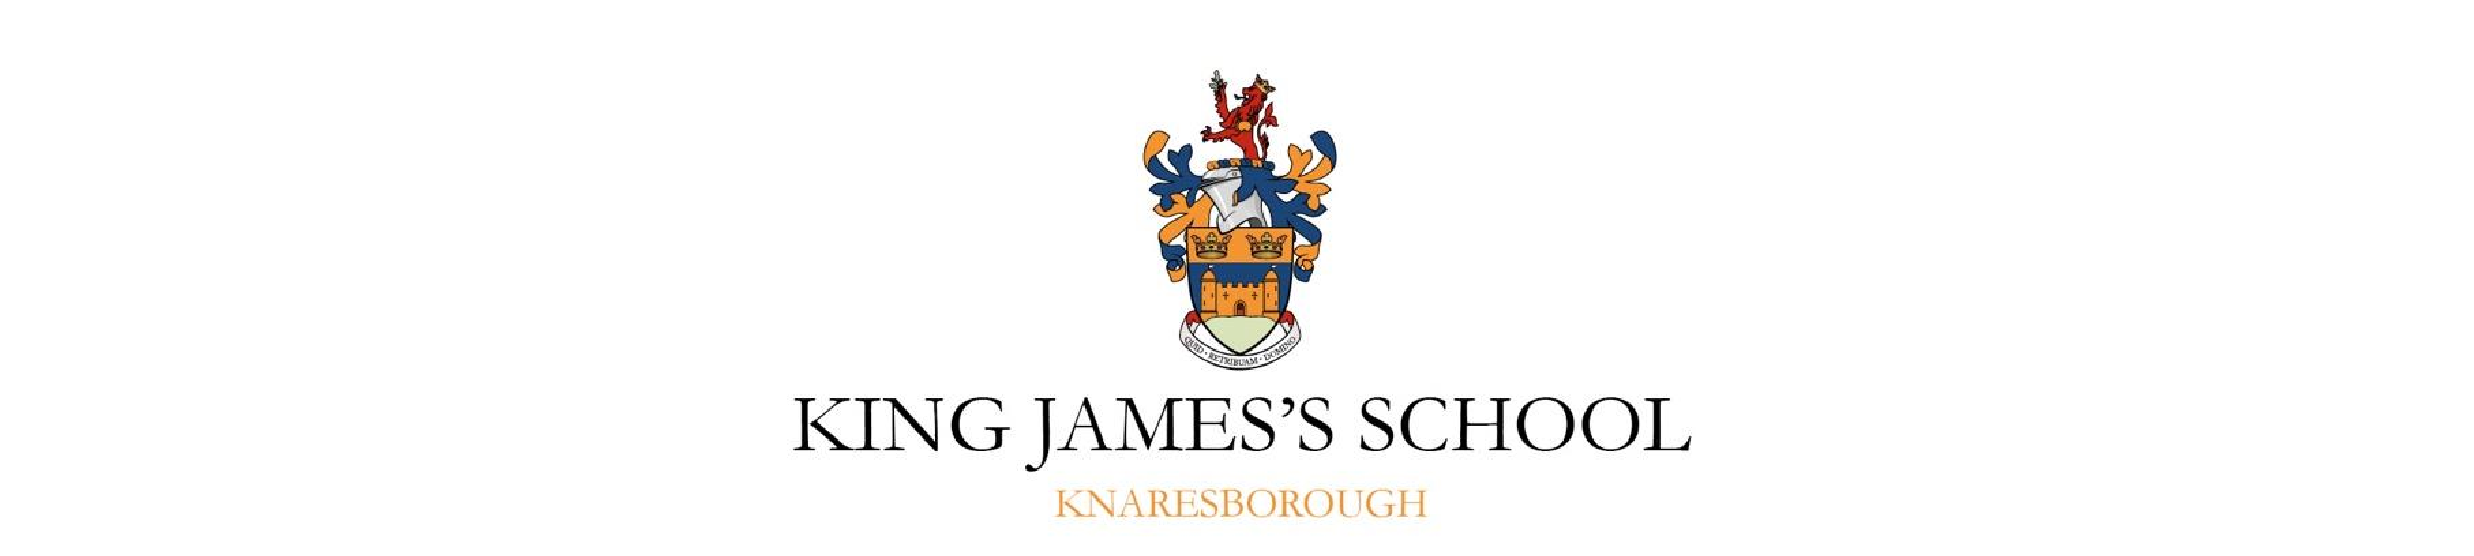 QUID · RETRIBUAM · DOMINO
KING JAMES’S SCHOOL
KNARESBOROUGH